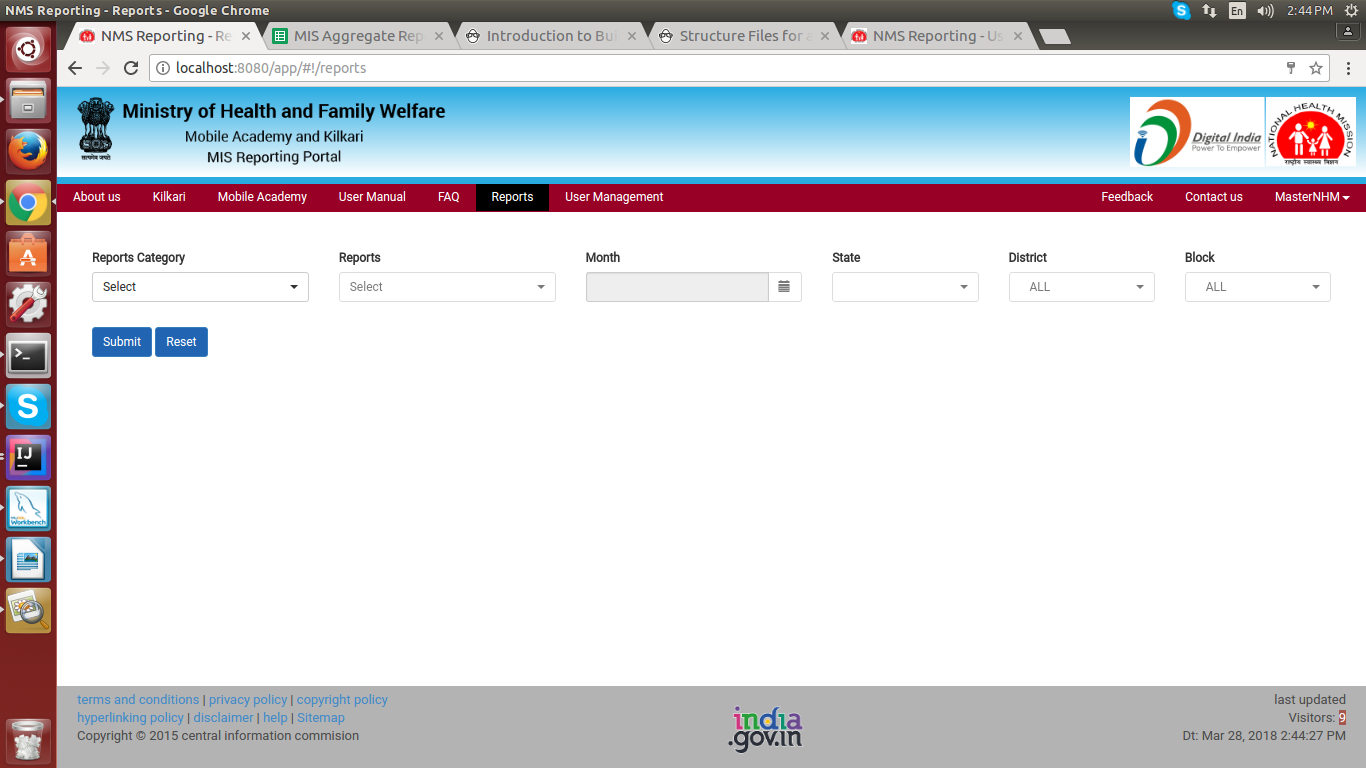 NMS Reporting - Reports - Google Chrome
En
2:44 PM
NMS Reporting - Re
MIS Aggregate Rep
Introduction to Bui
Structure Files for a
NMS Reporting - Us
localhost:8080/app/#!/reports
Ministry of Health and Family Welfare
Mobile Academy and Kilkari
MIS Reporting Portal
सत्यमेव जयते
Digital India
Power To Empower
NATIONAL HEALTH MISSION
राष्ट्रीय स्वास्थ्य मिशन
About us
Kilkari
Mobile Academy
User Manual
FAQ
Reports
User Management
Feedback
Contact us
MasterNHM
Reports Category
Reports
Month
State
District
Block
Select
Select
ALL
ALL
Submit
Reset
IJ
Workbench
terms and conditions | privacy policy | copyright policy
hyperlinking policy | disclaimer | help | Sitemap
Copyright © 2015 central information commision
india
.gov.in
last updated
Visitors: 9
Dt: Mar 28, 2018 2:44:27 PM